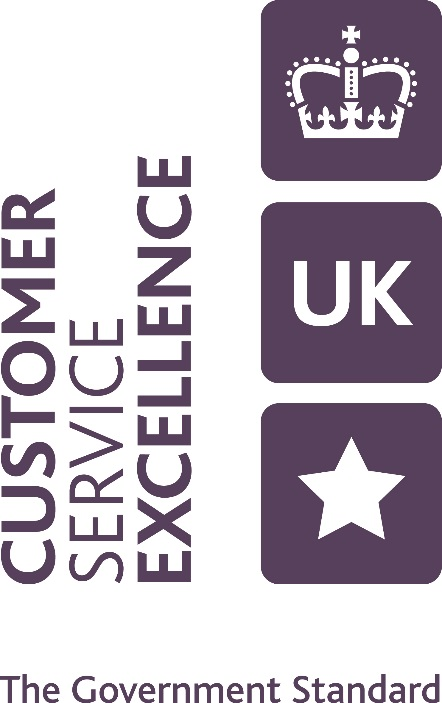 CUSTOMER
SERVICE
EXCELLENCE
UK
The Government Standard